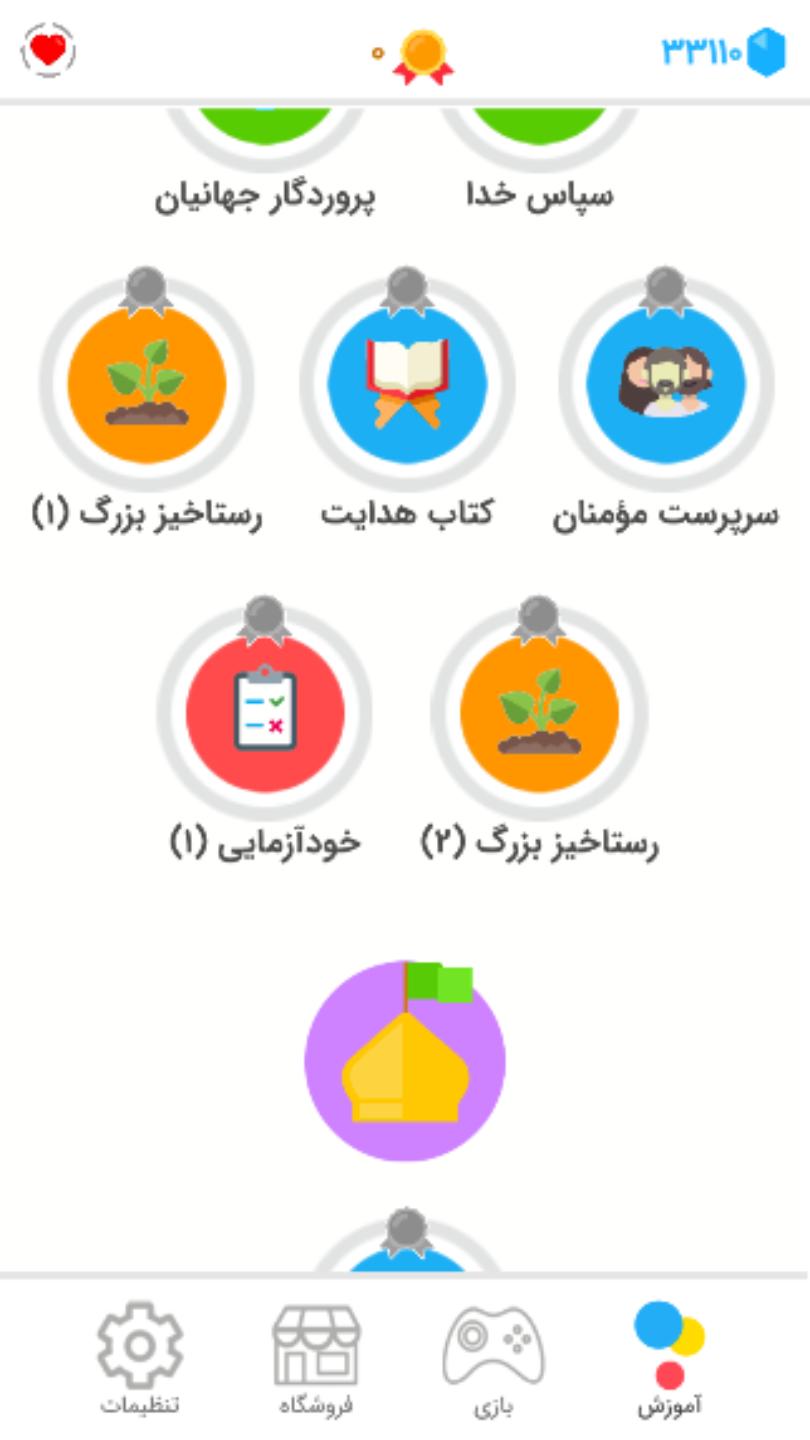 ۳۳۱۱۰
۰
سپاس خدا
پروردگار جهانیان
سرپرست مؤمنان
کتاب هدایت
رستاخیز بزرگ (۱)
رستاخیز بزرگ (۲)
خودآزمایی (۱)
آموزش
بازی
فروشگاه
تنظیمات